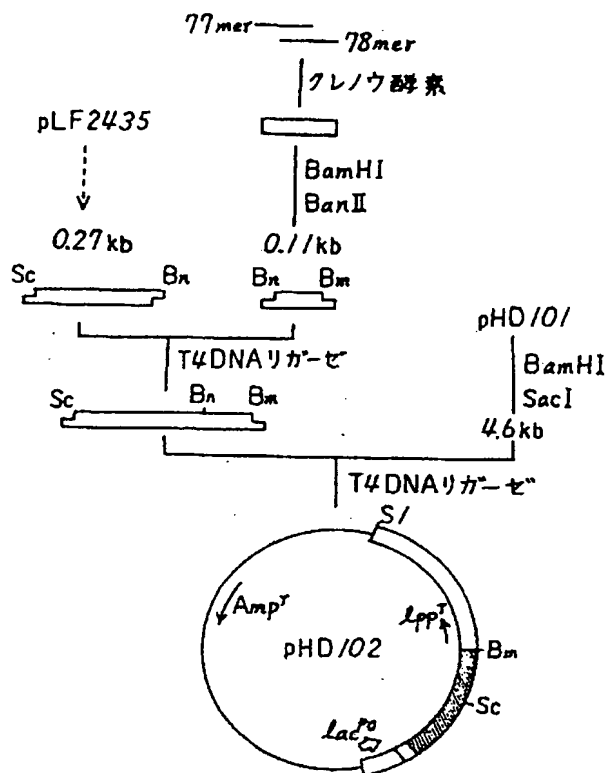 77mer
78mer
クレノウ酵素
pLF2435
BamHI
BanII
0.27kb
0.11kb
Sc
Bn
Bn
Bm
pHD101
T4DNAリガーゼ
BamHI
SacI
Sc
Bn
Bm
4.6kb
T4DNAリガーゼ
Sl
Ampr
lppT
pHD102
Bm
Sc
lacpo